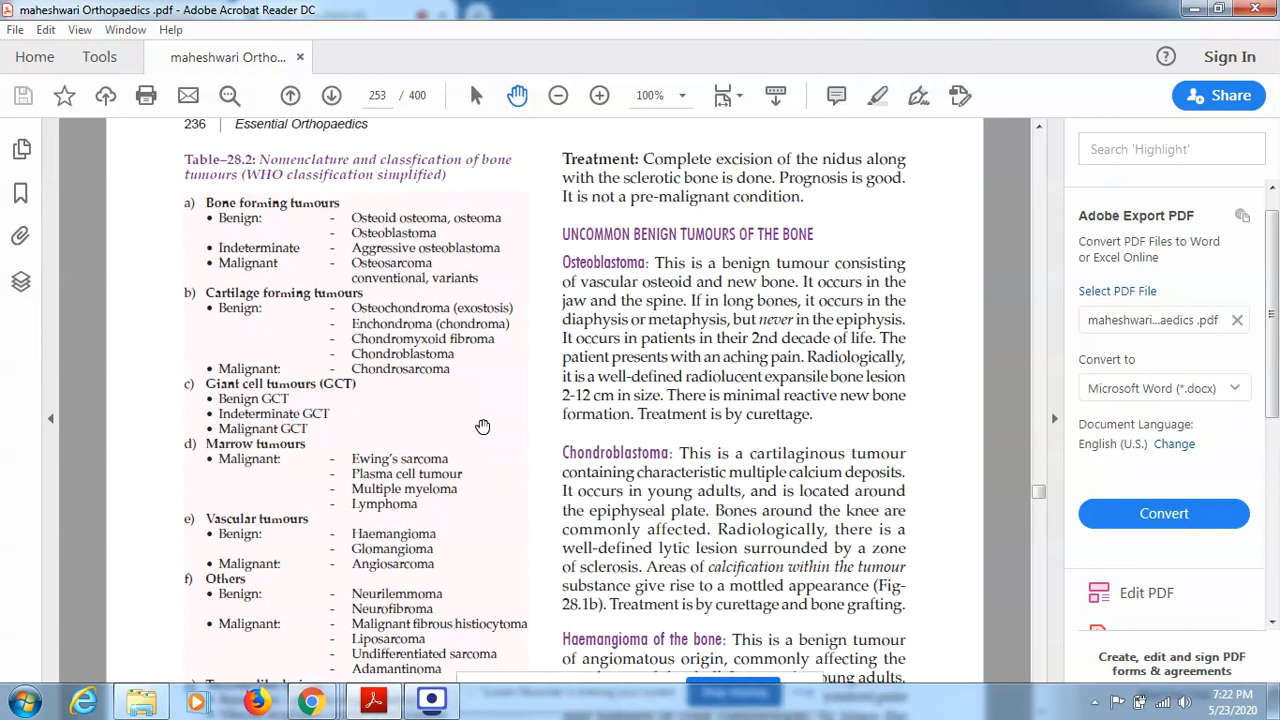 maheshwari Orthopaedics .pdf - Adobe Acrobat Reader DC
File Edit View Window Help
Home Tools maheshwari Ortho... × Sign In
253 / 400 100% Share
236 | Essential Orthopaedics
Table–28.2: Nomenclature and classfication of bone
tumours (WHO classification simplified)
a) Bone forming tumours
• Benign: - Osteoid osteoma, osteoma
- Osteoblastoma
• Indeterminate - Aggressive osteoblastoma
• Malignant - Osteosarcoma
conventional, variants
b) Cartilage forming tumours
• Benign: - Osteochondroma (exostosis)
- Enchondroma (chondroma)
- Chondromyxoid fibroma
- Chondroblastoma
• Malignant: - Chondrosarcoma
c) Giant cell tumours (GCT)
• Benign GCT
• Indeterminate GCT
• Malignant GCT
d) Marrow tumours
• Malignant: - Ewing's sarcoma
- Plasma cell tumour
- Multiple myeloma
- Lymphoma
e) Vascular tumours
• Benign: - Haemangioma
- Glomangioma
• Malignant: - Angiosarcoma
f) Others
• Benign: - Neurilemmoma
- Neurofibroma
• Malignant: - Malignant fibrous histiocytoma
- Liposarcoma
- Undifferentiated sarcoma
- Adamantinoma
Treatment: Complete excision of the nidus along
with the sclerotic bone is done. Prognosis is good.
It is not a pre-malignant condition.
UNCOMMON BENIGN TUMOURS OF THE BONE
Osteoblastoma: This is a benign tumour consisting
of vascular osteoid and new bone. It occurs in the
jaw and the spine. If in long bones, it occurs in the
diaphysis or metaphysis, but never in the epiphysis.
It occurs in patients in their 2nd decade of life. The
patient presents with an aching pain. Radiologically,
it is a well-defined radiolucent expansile bone lesion
2-12 cm in size. There is minimal reactive new bone
formation. Treatment is by curettage.
Chondroblastoma: This is a cartilaginous tumour
containing characteristic multiple calcium deposits.
It occurs in young adults, and is located around
the epiphyseal plate. Bones around the knee are
commonly affected. Radiologically, there is a
well-defined lytic lesion surrounded by a zone
of sclerosis. Areas of calcification within the tumour
substance give rise to a mottled appearance (Fig-
28.1b). Treatment is by curettage and bone grafting.
Haemangioma of the bone: This is a benign tumour
of angiomatous origin, commonly affecting the
young adults.
Search 'Highlight'
Adobe Export PDF
Convert PDF Files to Word
or Excel Online
Select PDF File
maheshwari...aedics .pdf ×
Convert to
Microsoft Word (*.docx)
Document Language:
English (U.S.) Change
Convert
Edit PDF
Create, edit and sign PDF
forms & agreements
7:22 PM
5/23/2020